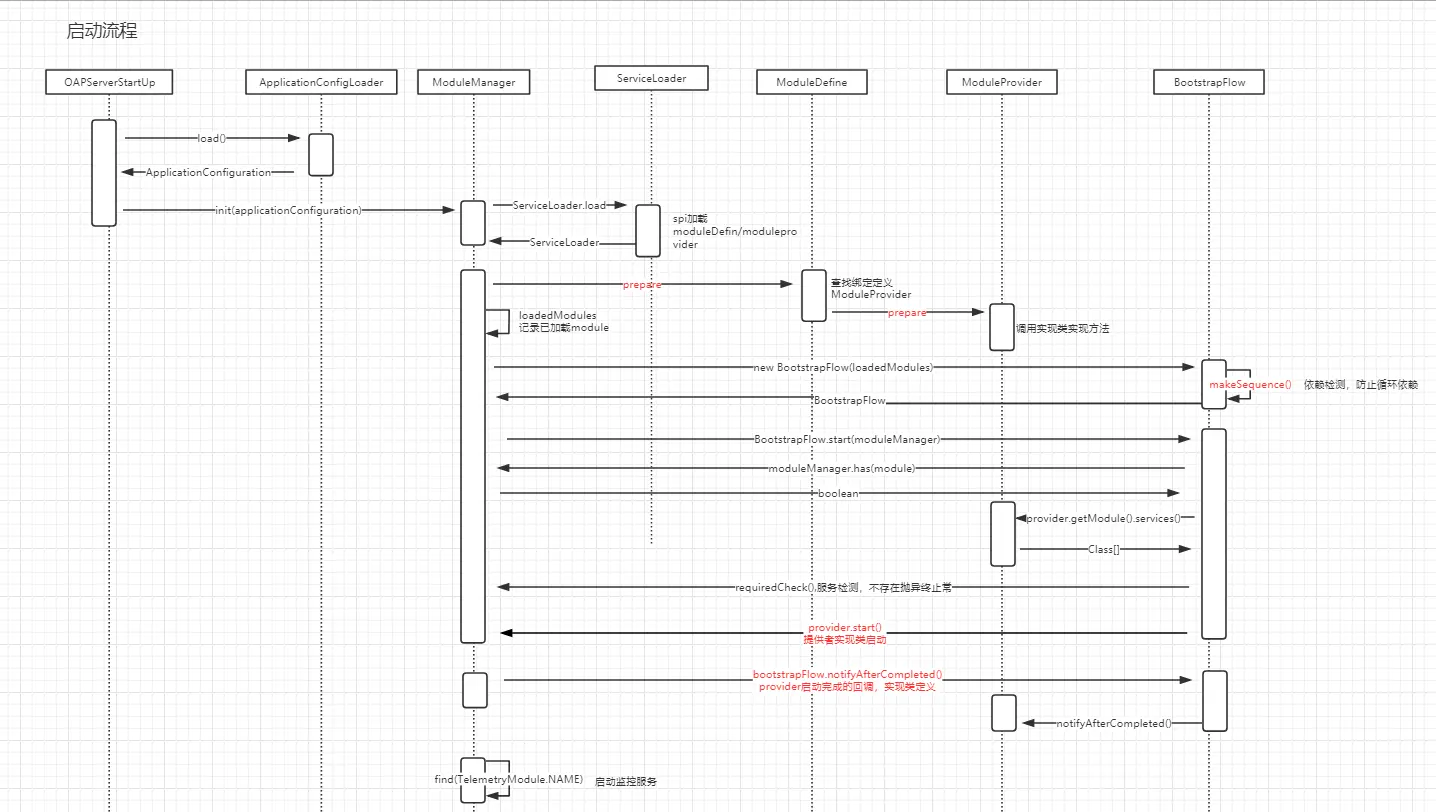 启动流程
OAPServerStartUp
ApplicationConfigLoader
ModuleManager
ServiceLoader
ModuleDefine
ModuleProvider
BootstrapFlow
load()
ApplicationConfiguration
init(applicationConfiguration)
ServiceLoader.load
spi加载
moduleDefin/modulepro
vider
ServiceLoader
prepare
查找绑定定义
ModuleProvider
prepare
loadedModules
记录已加载module
调用实现类实现方法
new BootstrapFlow(loadedModules)
makeSequence()
依赖检测，防止循环依赖
BootstrapFlow
BootstrapFlow.start(moduleManager)
moduleManager.has(module)
boolean
provider.getModule().services()
Class[]
requiredCheck(),服务检测，不存在抛异终止常
provider.start()
提供者实现类启动
bootstrapFlow.notifyAfterCompleted()
provider启动完成的回调，实现类定义
notifyAfterCompleted()
find(TelemetryModule.NAME)
启动监控服务